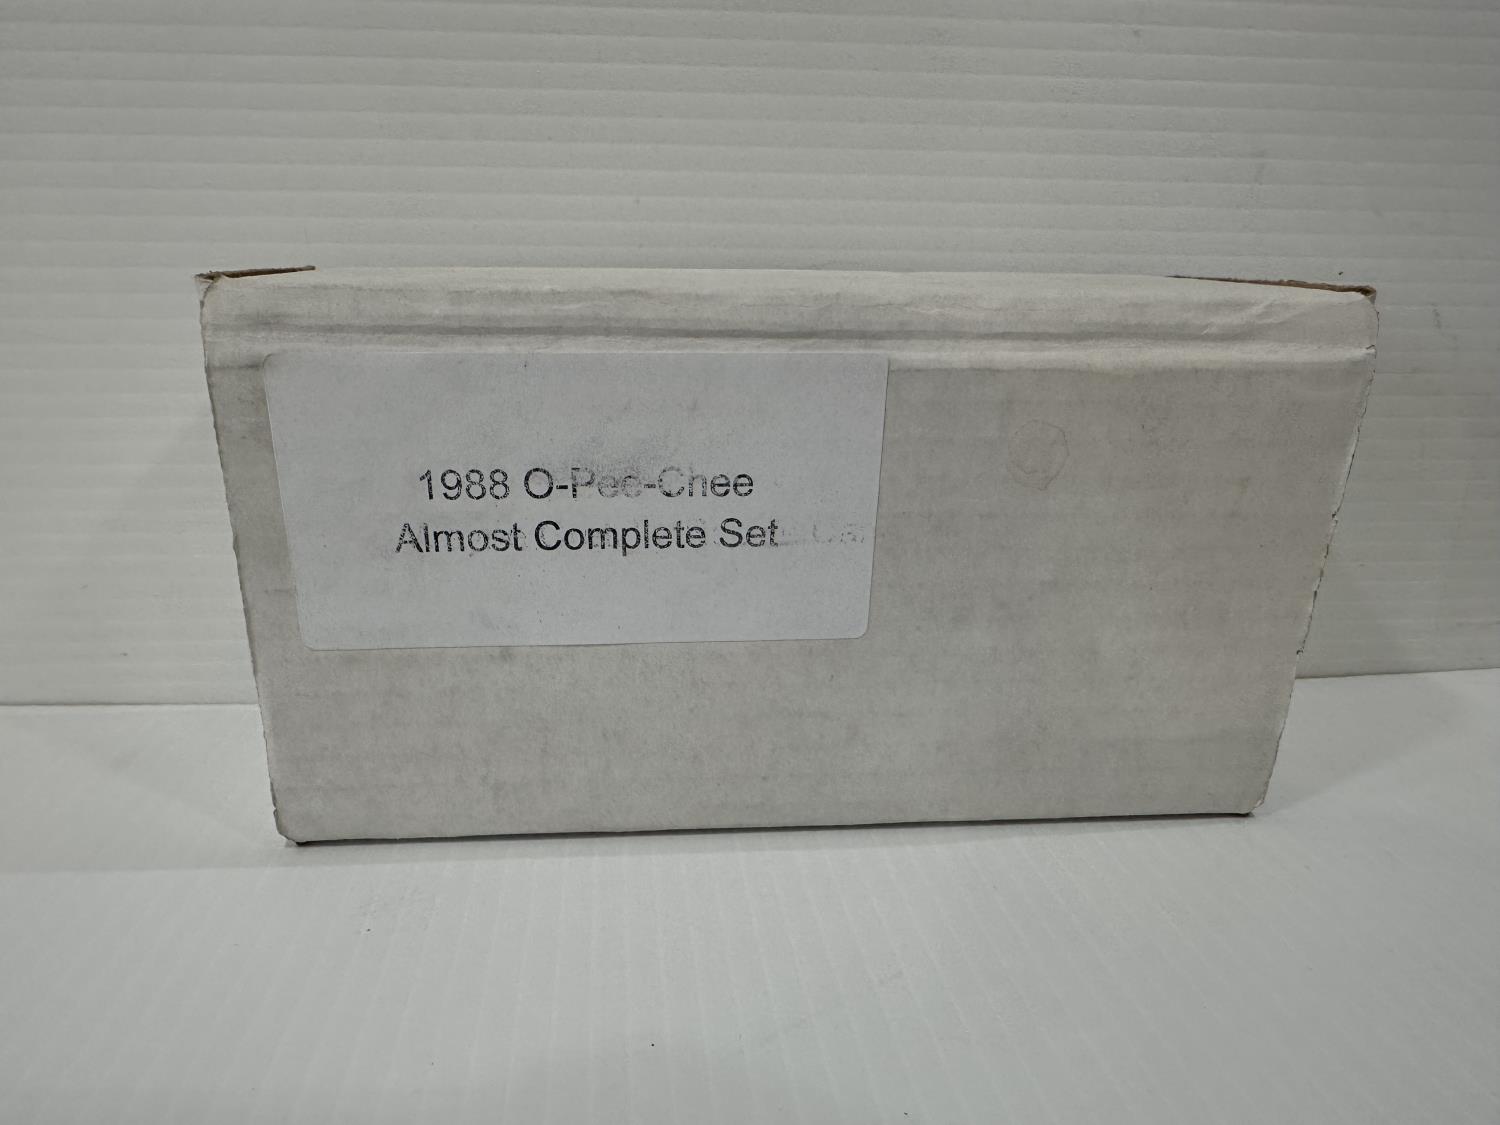 1988 O-Pee-Chee
Almost Complete Set